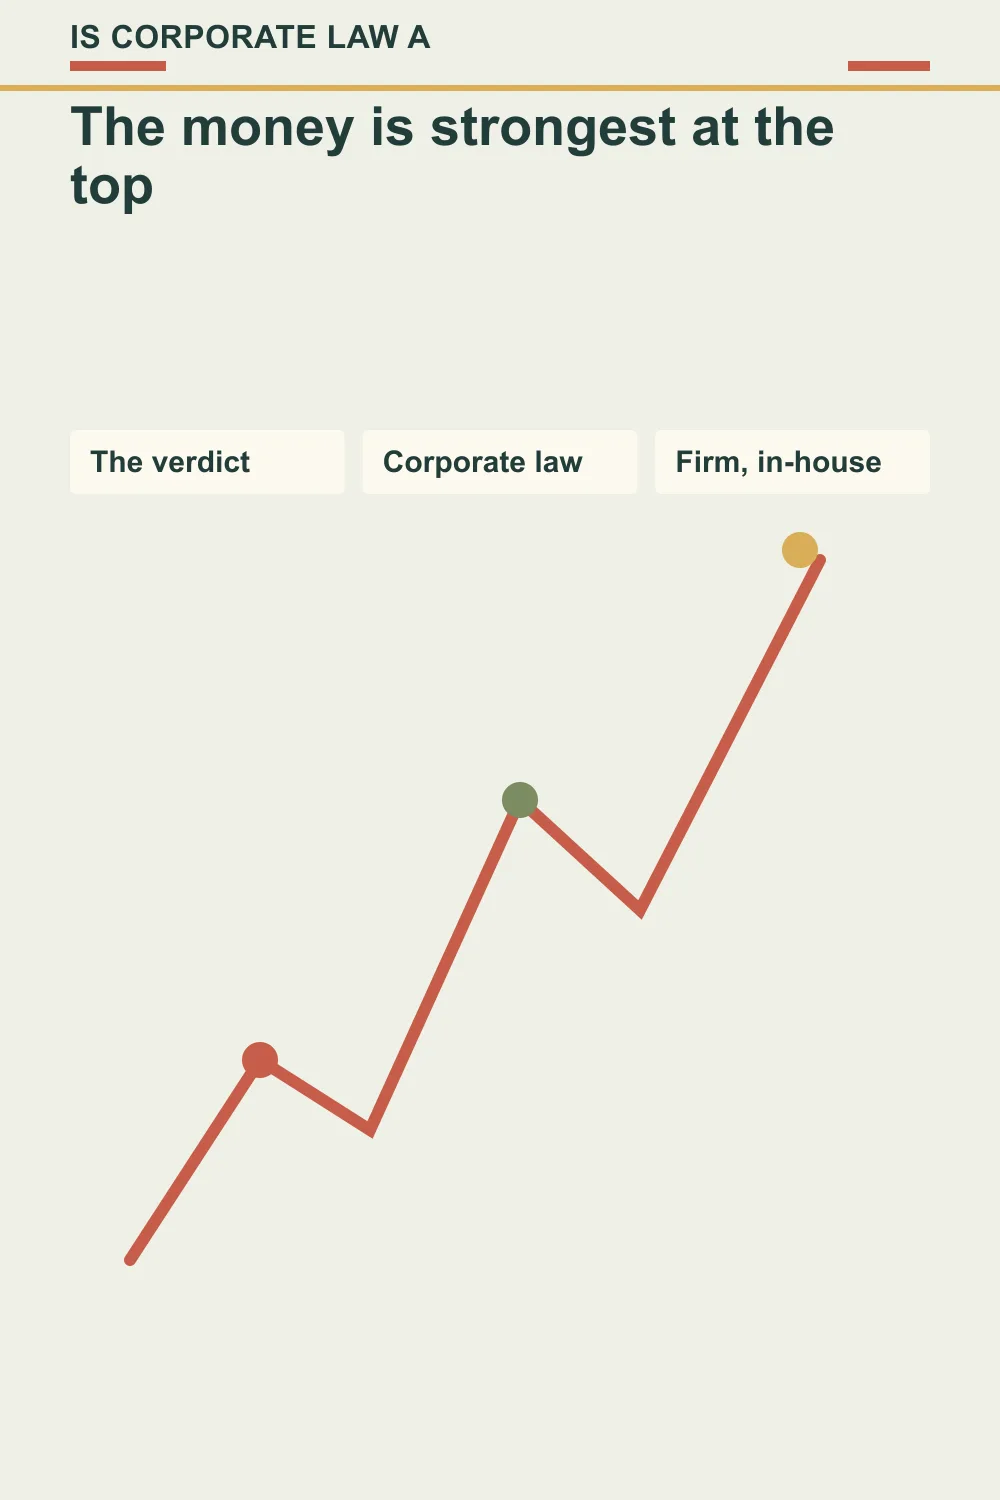 IS CORPORATE LAW A
The money is strongest at the
top
The verdict
Corporate law
Firm, in-house